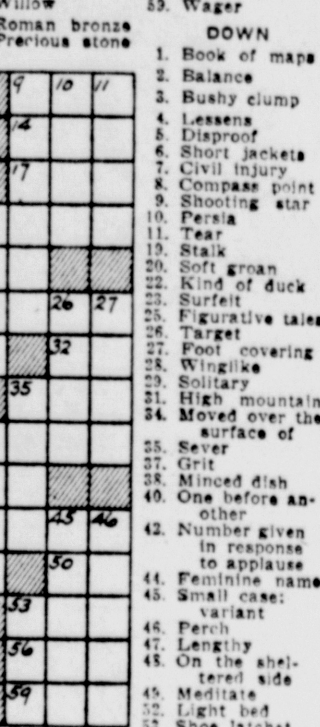 Willow
Roman bronze
Precious stone
9 10 11
14
17
26 27
32
35
45 46
50
53
56
59
59. Wager
DOWN
1. Book of maps
2. Balance
3. Bushy clump
4. Lessens
5. Disproof
6. Short jackets
7. Civil injury
8. Compass point
9. Shooting star
10. Persia
11. Tear
19. Stalk
20. Soft groan
22. Kind of duck
23. Surfeit
25. Figurative tales
26. Target
27. Foot covering
28. Winglike
29. Solitary
31. High mountain
34. Moved over the
surface of
35. Sever
37. Grit
38. Minced dish
40. One before an-
other
42. Number given
in response
to applause
44. Feminine name
45. Small case:
variant
46. Perch
47. Lengthy
48. On the shel-
tered side
49. Meditate
52. Light bed